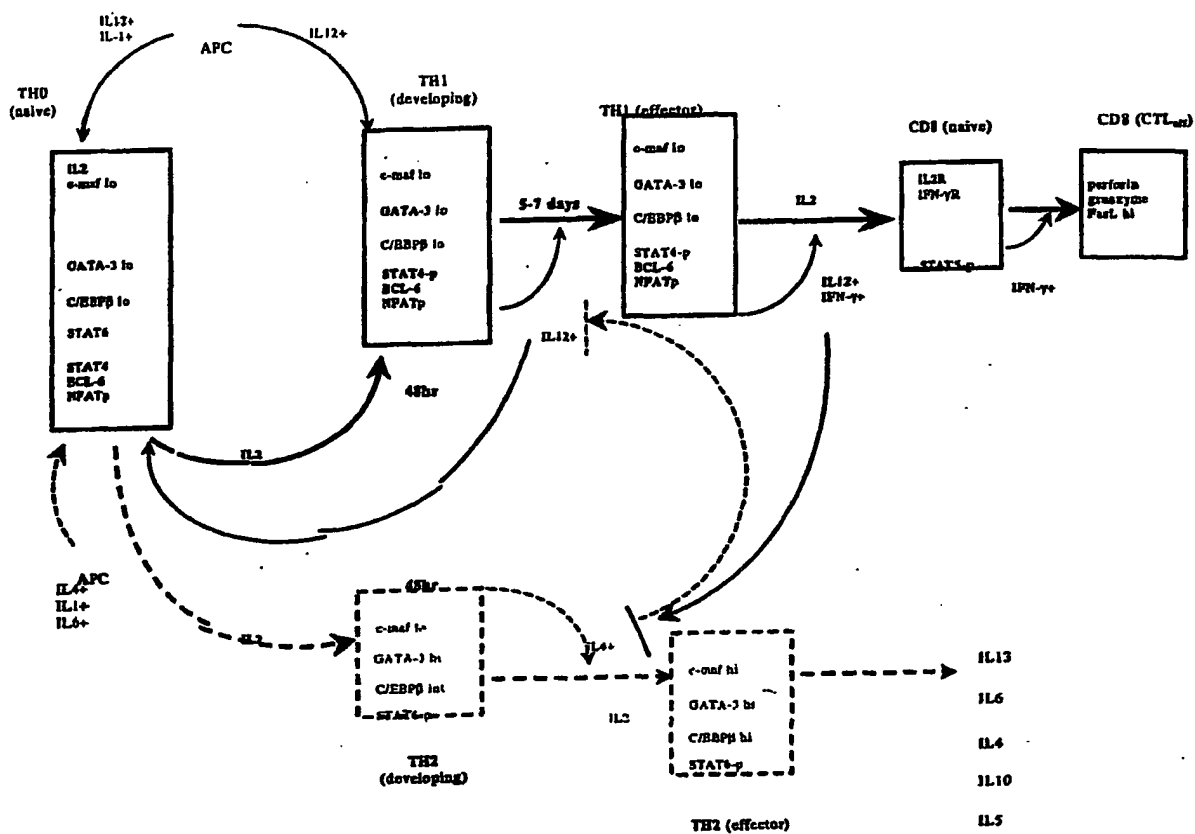 IL12+
IL-1+
APC
IL12+
TH0
(naive)
TH1
(developing)
TH1 (effector)
CD8 (naive)
CD8 (CTL
IL2
c-maf lo
GATA-3 lo
C/EBPβ lo
STAT6
STAT4
BCL-6
NFATp
c-maf lo
GATA-3 lo
C/EBPβ lo
STAT4-p
BCL-6
NFATp
5-7 days
c-maf lo
GATA-3 lo
C/EBPβ lo
STAT4-p
BCL-6
NFATp
IL2
IL2R
IFN-γR
STAT5-p
perforin
granzyme
FasL hi
IL12+
IFN-γ+
IFN-γ+
IL12+
48hr
IL2
APC
IL4+
IL1+
IL6+
IL2
48hr
c-maf
GATA-3 hi
C/EBPβ int
STAT6-p
TH2
(developing)
IL4+
IL2
c-maf hi
GATA-3 hi
C/EBPβ hi
STAT6-p
TH2 (effector)
IL13
IL6
IL4
IL10
IL5